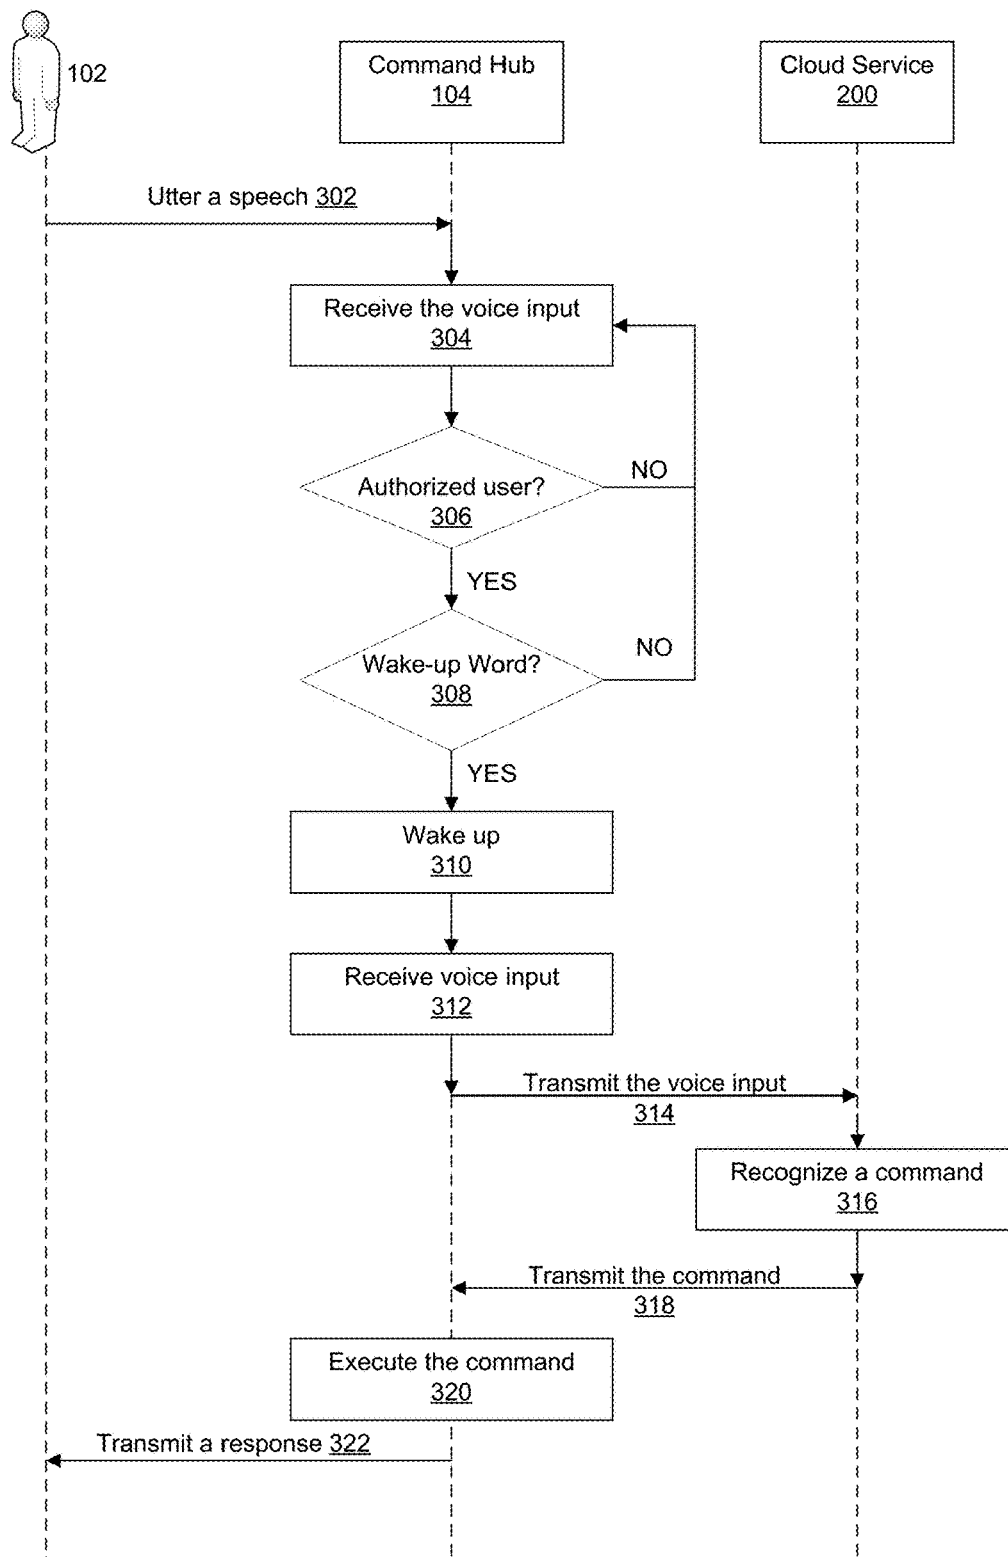 102
Command Hub
104
Cloud Service
200
Utter a speech 302
Receive the voice input
304
Authorized user?
306
NO
YES
Wake-up Word?
308
NO
YES
Wake up
310
Receive voice input
312
Transmit the voice input
314
Recognize a command
316
Transmit the command
318
Execute the command
320
Transmit a response 322